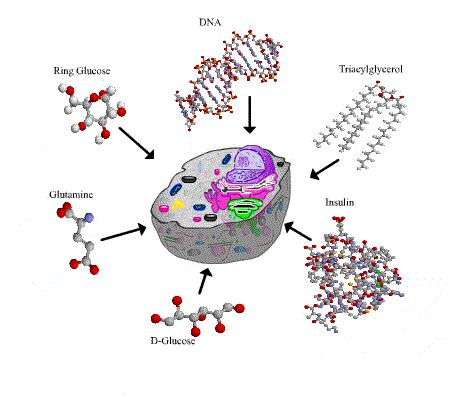 DNA
Ring Glucose
Triacylglycerol
Glutamine
Insulin
D-Glucose